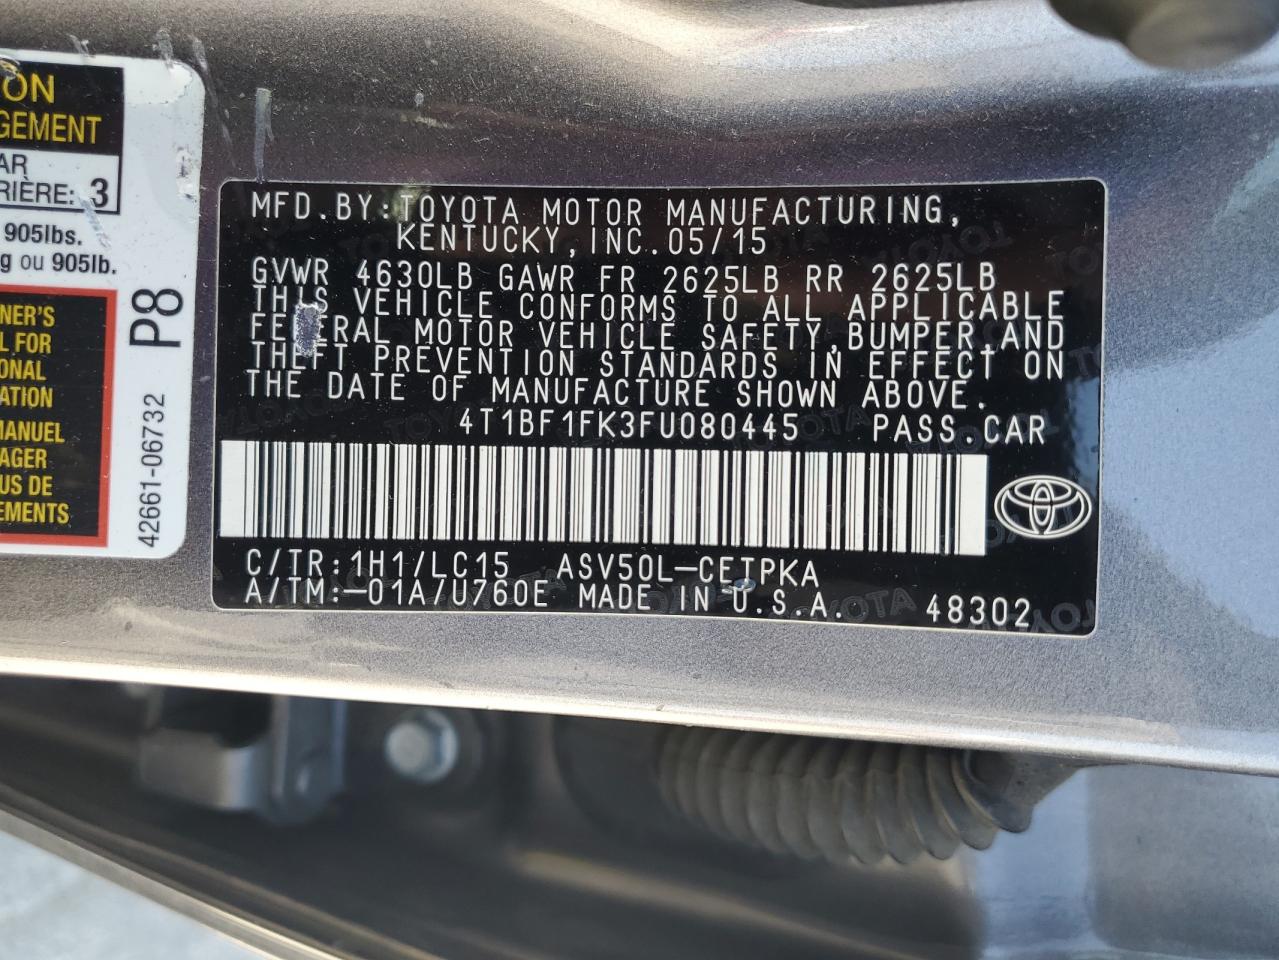 ON
GEMENT
AR
RIÈRE: 3
905lbs.
g ou 905lb.
NER'S
L FOR
IONAL
ATION
MANUEL
AGER
US DE
EMENTS
P8
42661-06732
MFD.BY:TOYOTA MOTOR MANUFACTURING,
KENTUCKY,INC.05/15
GVWR 4630LB GAWR FR 2625LB RR 2625LB
THIS VEHICLE CONFORMS TO ALL APPLICABLE
FEDERAL MOTOR VEHICLE SAFETY,BUMPER,AND
THEFT PREVENTION STANDARDS IN EFFECT ON
THE DATE OF MANUFACTURE SHOWN ABOVE.
4T1BF1FK3FU080445 PASS.CAR
C/TR:1H1/LC15 ASV50L-CETPKA
A/TM:-01A/U760E MADE IN U.S.A. 48302